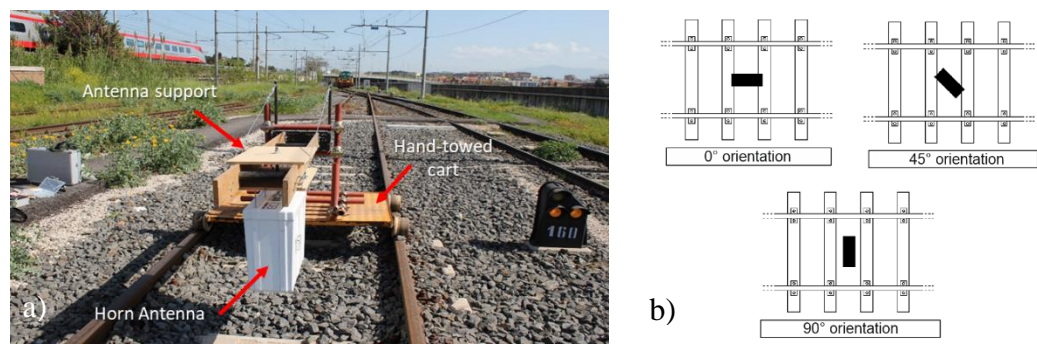 Antenna support
Hand-towed
cart
160
Horn Antenna
a)
0° orientation
45° orientation
90° orientation
b)